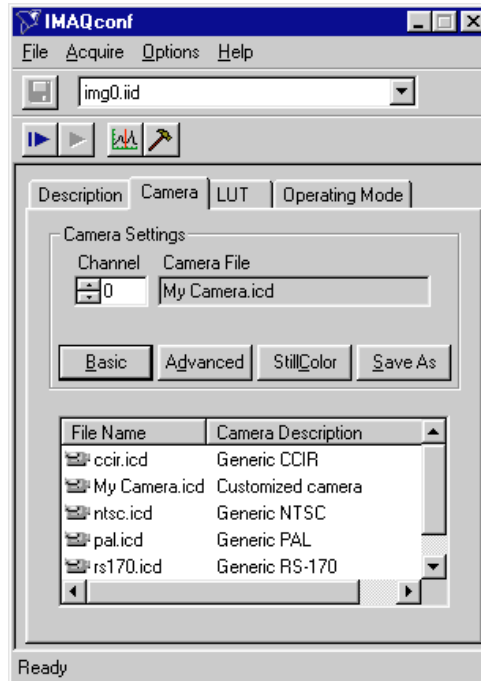 IMAQconf
File Acquire Options Help
img0.iid
Description Camera LUT Operating Mode
Camera Settings
Channel Camera File
0 My Camera.icd
Basic Advanced StillColor Save As
File Name Camera Description
ccir.icd Generic CCIR
My Camera.icd Customized camera
ntsc.icd Generic NTSC
pal.icd Generic PAL
rs170.icd Generic RS-170
Ready